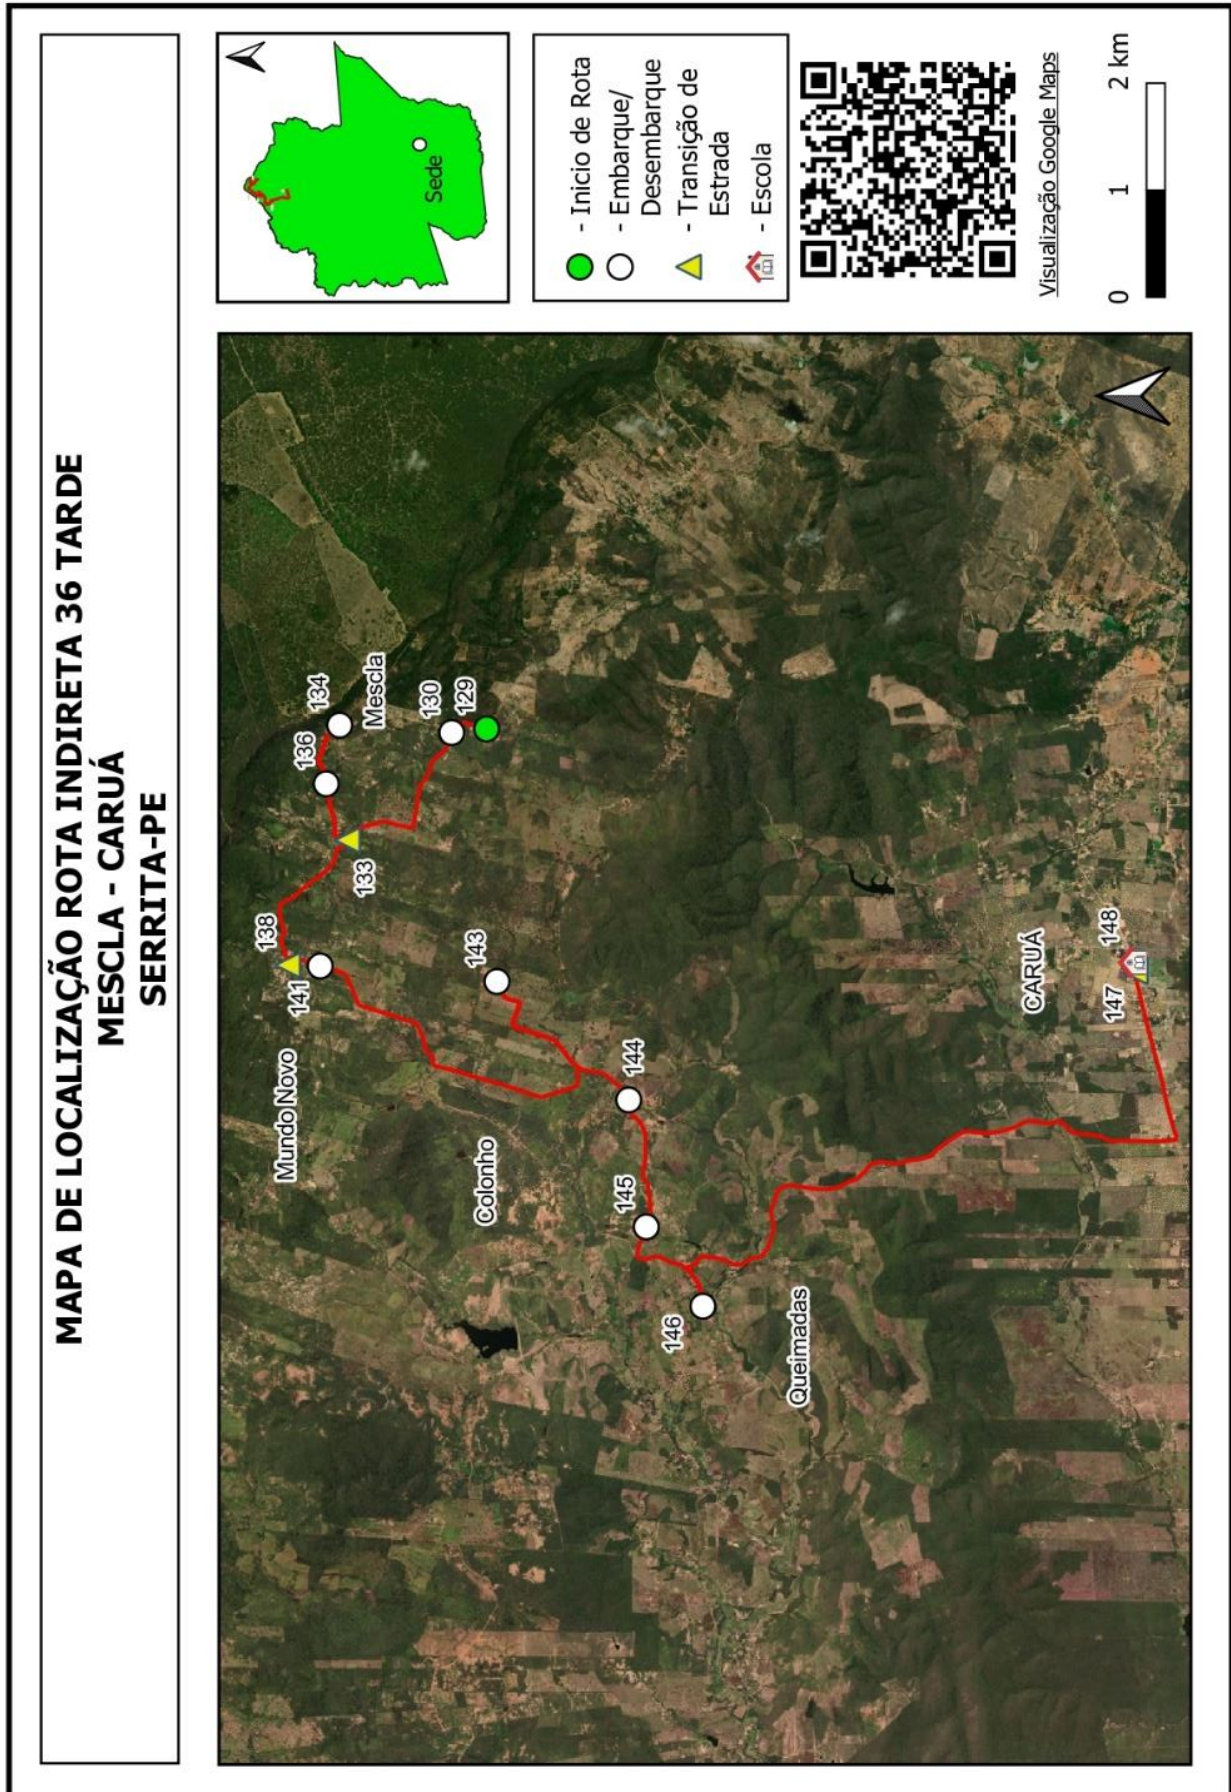 MAPA DE LOCALIZAÇÃO ROTA INDIRETA 36 TARDE
MESCLA - CARUÁ
SERRITA-PE
Sede
- Inicio de Rota
- Embarque/
Desembarque
- Transição de
Estrada
- Escola
Visualização Google Maps
0 1 2 km
Mundo Novo
141
138
136
134
Mescla
133
130
129
143
Colonho
144
145
146
Queimadas
CARUÁ
147
148